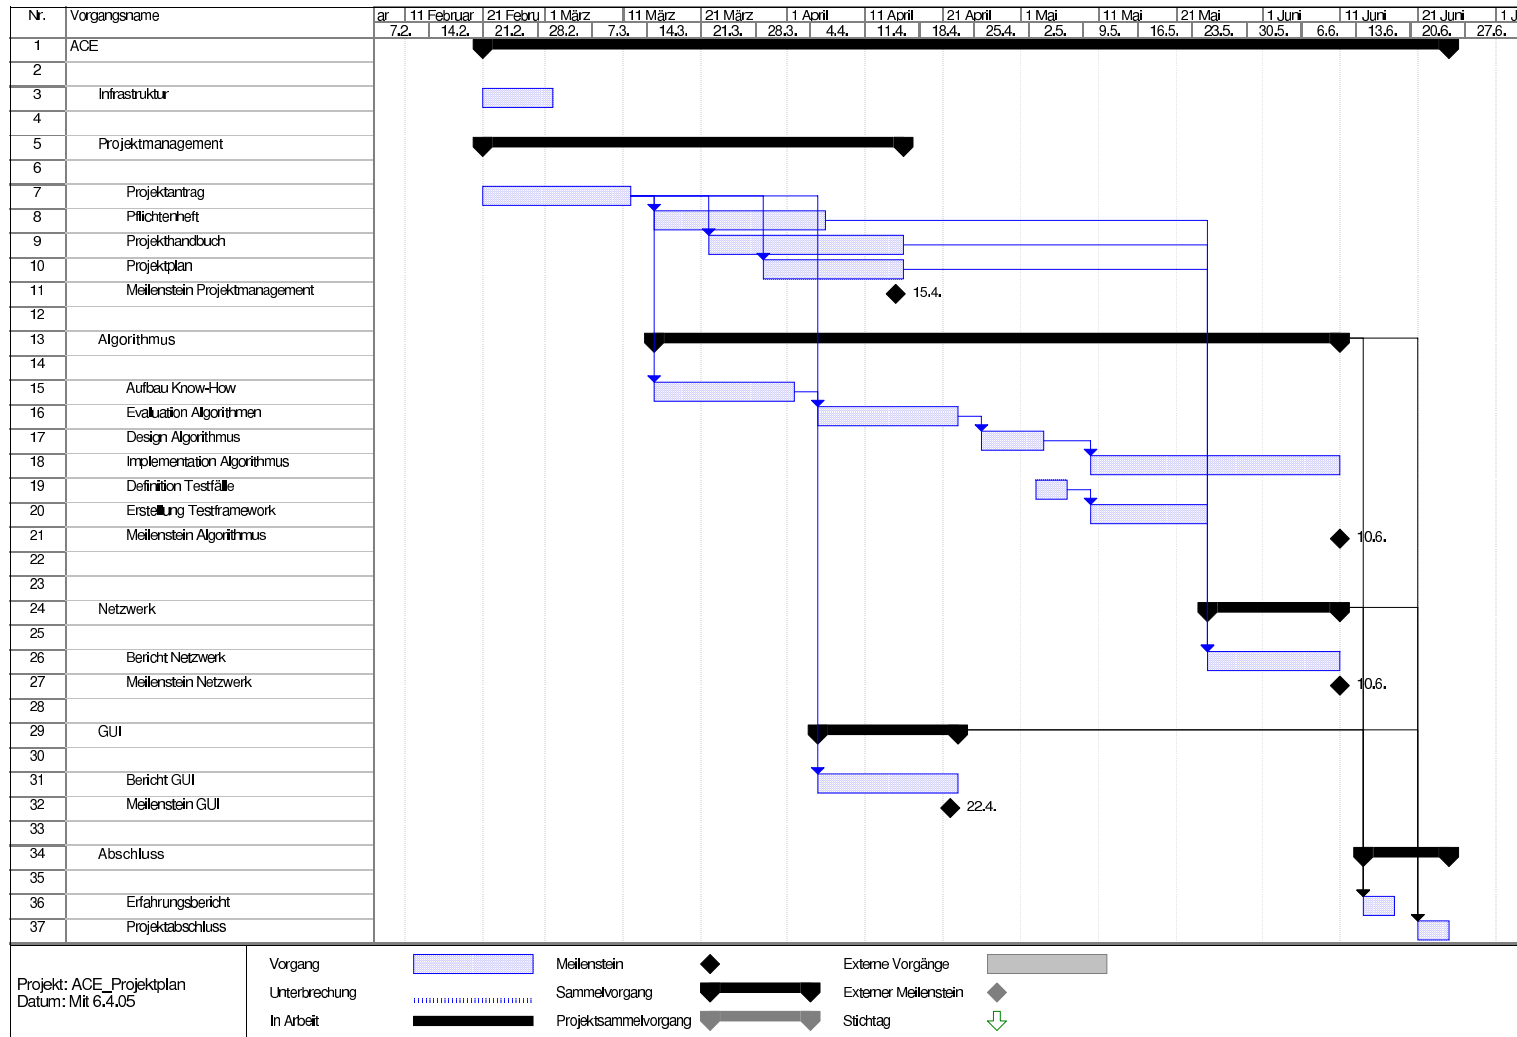 Nr. Vorgangsname ar 11 Februar 21 Febru 1 März 11 März 21 März 1 April 11 April 21 April 1 Mai 11 Mai 21 Mai 1 Juni 11 Juni 21 Juni 1 J
7.2. 14.2. 21.2. 28.2. 7.3. 14.3. 21.3. 28.3. 4.4. 11.4. 18.4. 25.4. 2.5. 9.5. 16.5. 23.5. 30.5. 6.6. 13.6. 20.6. 27.6.
1 ACE
2
3 Infrastruktur
4
5 Projektmanagement
6
7 Projektantrag
8 Pflichtenheft
9 Projekthandbuch
10 Projektplan
11 Meilenstein Projektmanagement 15.4.
12
13 Algorithmus
14
15 Aufbau Know-How
16 Evaluation Algorithmen
17 Design Algorithmus
18 Implementation Algorithmus
19 Definition Testfälle
20 Erstellung Testframework
21 Meilenstein Algorithmus 10.6.
22
23
24 Netzwerk
25
26 Bericht Netzwerk
27 Meilenstein Netzwerk 10.6.
28
29 GUI
30
31 Bericht GUI
32 Meilenstein GUI 22.4.
33
34 Abschluss
35
36 Erfahrungsbericht
37 Projektabschluss
Projekt: ACE_Projektplan
Datum: Mit 6.4.05
Vorgang Meilenstein Externe Vorgänge
Unterbrechung Sammelvorgang Externer Meilenstein
In Arbeit Projektsammelvorgang Stichtag